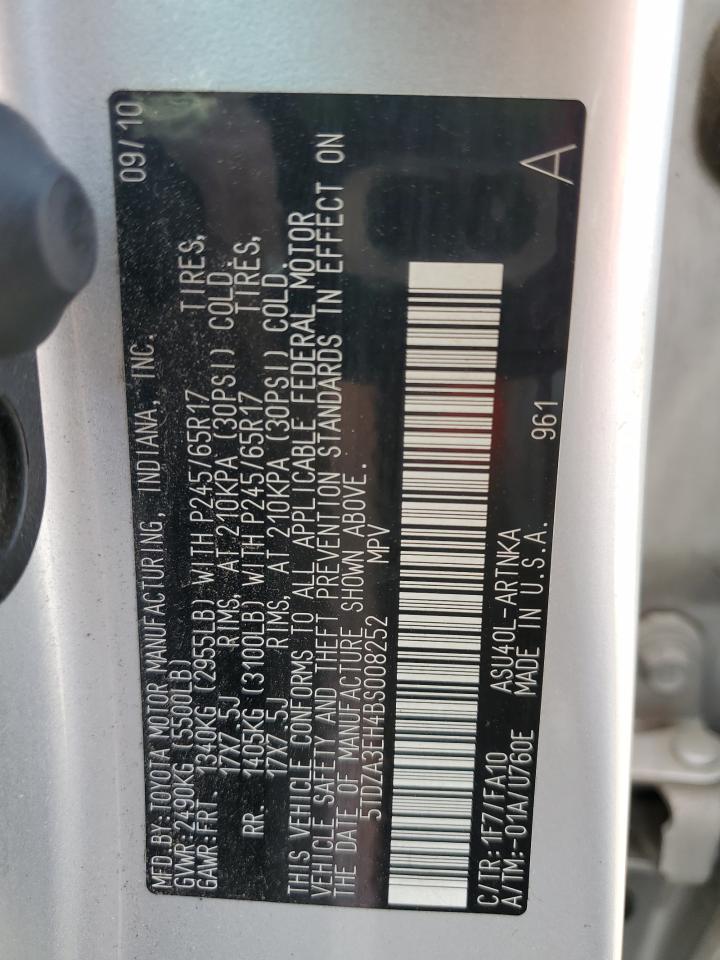 MFD.BY:TOYOTA MOTOR MANUFACTURING, INDIANA, INC. 09/10
GVWR:2490KG (5500LB)
GAWR:FRT. 1340KG (2955LB) WITH P245/65R17 TIRES,
17X7.5J RIMS, AT 210KPA (30PSI) COLD.
RR. 1405KG (3100LB) WITH P245/65R17 TIRES,
17X7.5J RIMS, AT 210KPA (30PSI) COLD.
THIS VEHICLE CONFORMS TO ALL APPLICABLE FEDERAL MOTOR
VEHICLE SAFETY AND THEFT PREVENTION STANDARDS IN EFFECT ON
THE DATE OF MANUFACTURE SHOWN ABOVE.
5TDZA3EH4BS008252 MPV
A
C/TR:1F7/FA10 ASU40L-ARTNKA 961
A/TM:-01A/U760E MADE IN U.S.A.